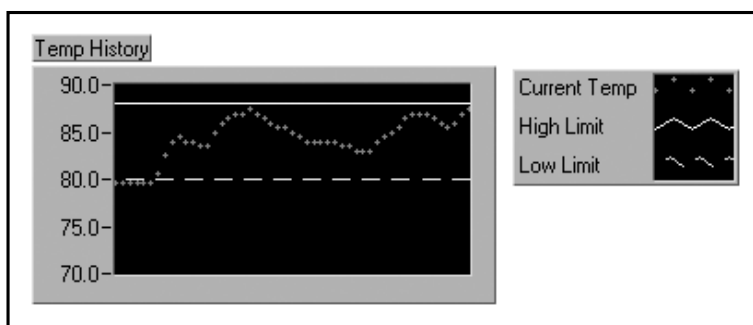 Temp History
90.0-
85.0-
80.0-
75.0-
70.0-
Current Temp
High Limit
Low Limit